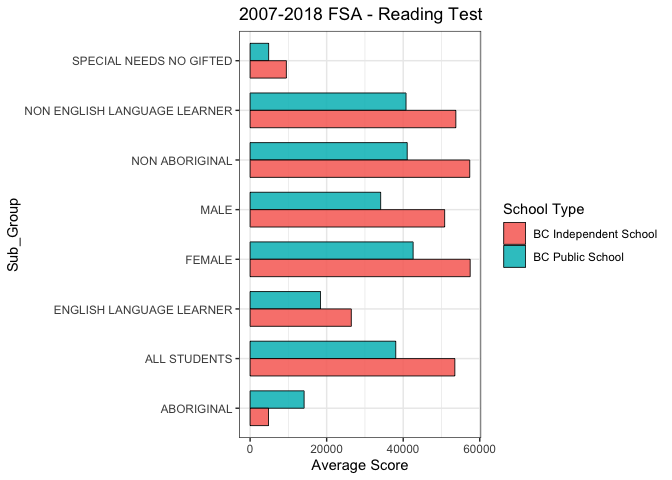 2007-2018 FSA - Reading Test
SPECIAL NEEDS NO GIFTED
NON ENGLISH LANGUAGE LEARNER
NON ABORIGINAL
MALE
FEMALE
ENGLISH LANGUAGE LEARNER
ALL STUDENTS
ABORIGINAL
Sub_Group
0 20000 40000 60000
Average Score
School Type
BC Independent School
BC Public School